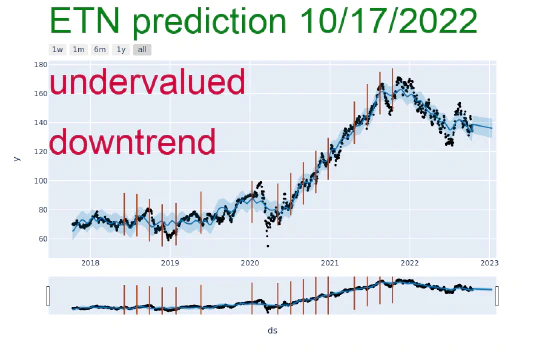 ETN prediction 10/17/2022
1w 1m 6m 1y all
180
undervalued
160
140
downtrend
120
y
100
80
60
2018 2019 2020 2021 2022 2023
ds